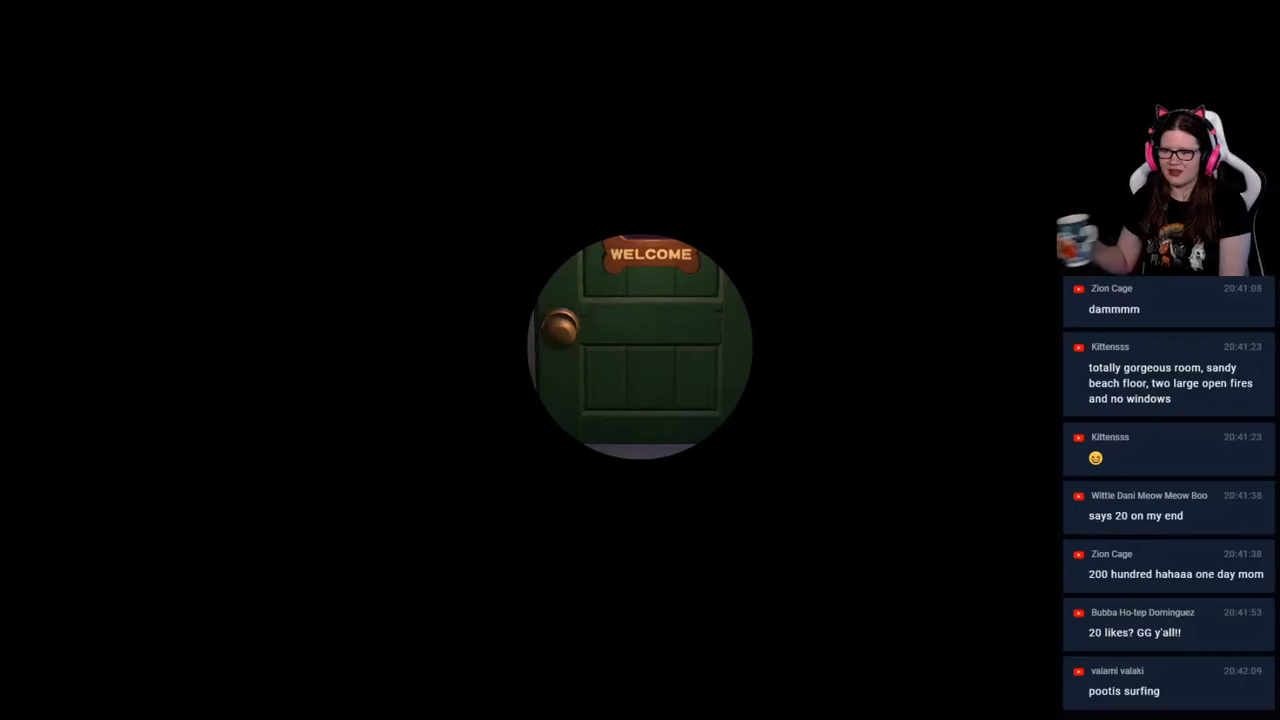 WELCOME
Zion Cage 20:41:08
dammmm
Kittensss 20:41:23
totally gorgeous room, sandy
beach floor, two large open fires
and no windows
Kittensss 20:41:23
Wittle Dani Meow Meow Boo 20:41:38
says 20 on my end
Zion Cage 20:41:38
200 hundred hahaaa one day mom
Bubba Ho-tep Dominguez 20:41:53
20 likes? GG y'all!!
valami valaki 20:42:09
pootis surfing